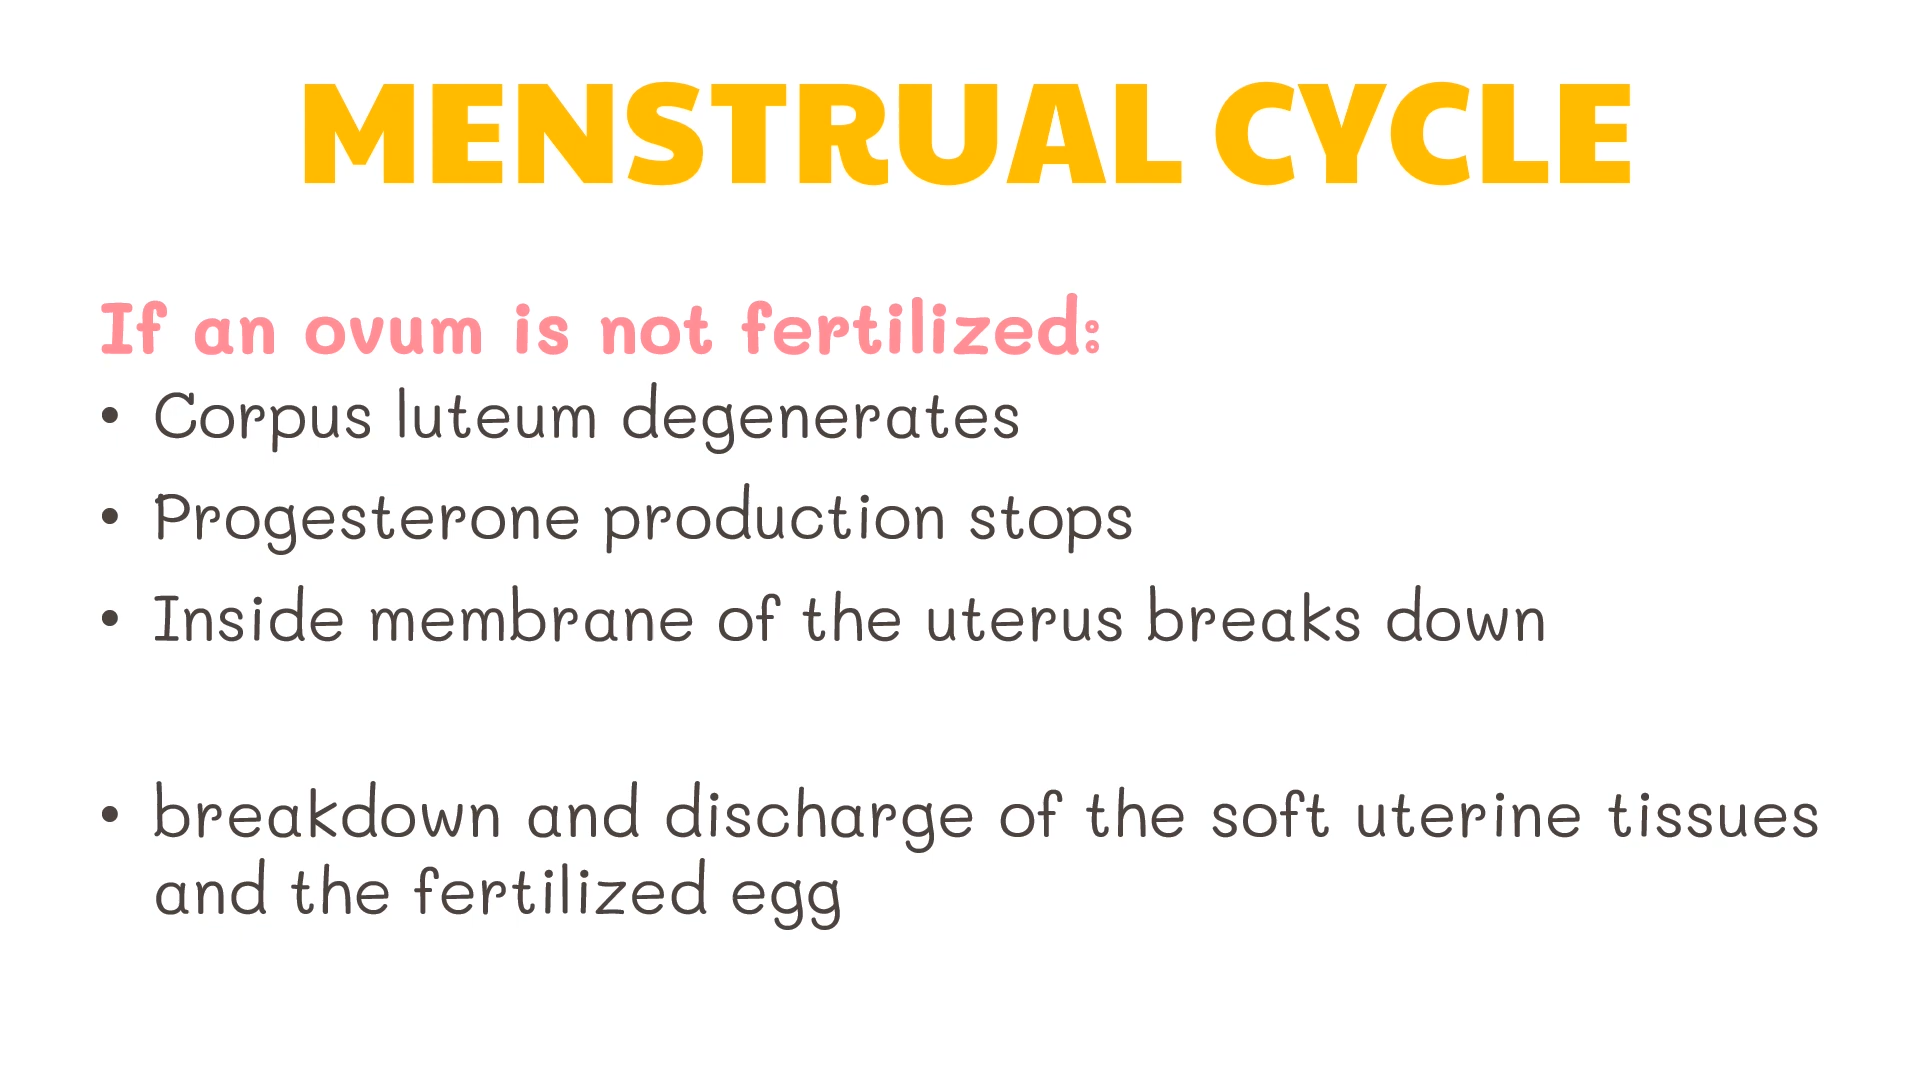 MENSTRUAL CYCLE
If an ovum is not fertilized:
• Corpus luteum degenerates
• Progesterone production stops
• Inside membrane of the uterus breaks down
• breakdown and discharge of the soft uterine tissues
and the fertilized egg